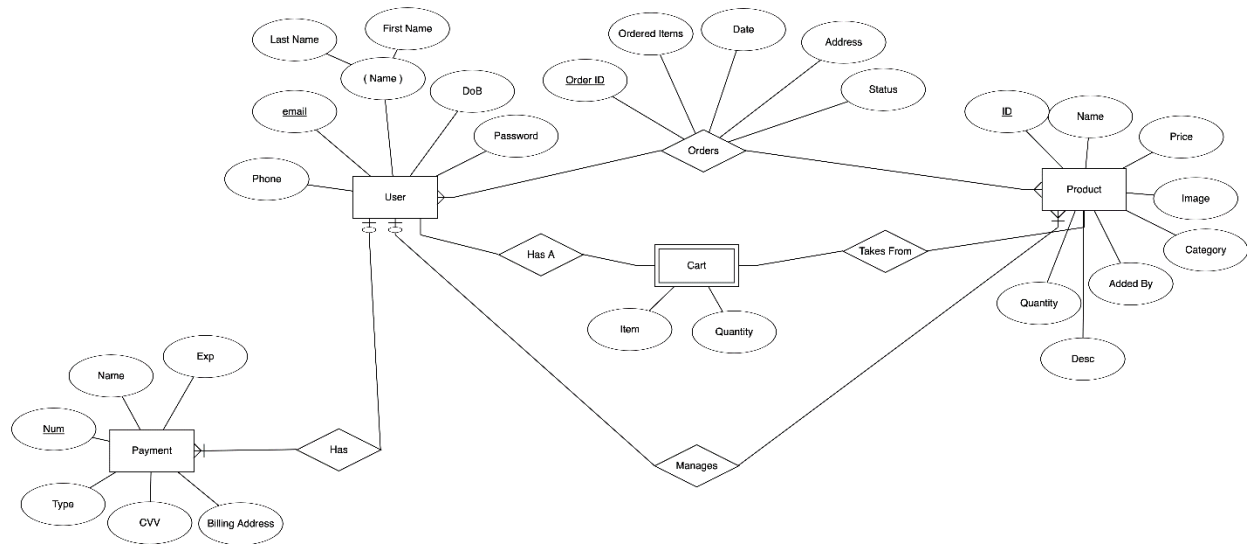 First Name
Last Name
( Name )
email
DoB
Password
Phone
User
Ordered Items
Date
Address
Order ID
Status
Orders
ID
Name
Price
Product
Image
Category
Added By
Quantity
Desc
Has A
Cart
Takes From
Item
Quantity
Exp
Name
Num
Payment
Has
Type
CVV
Billing Address
Manages